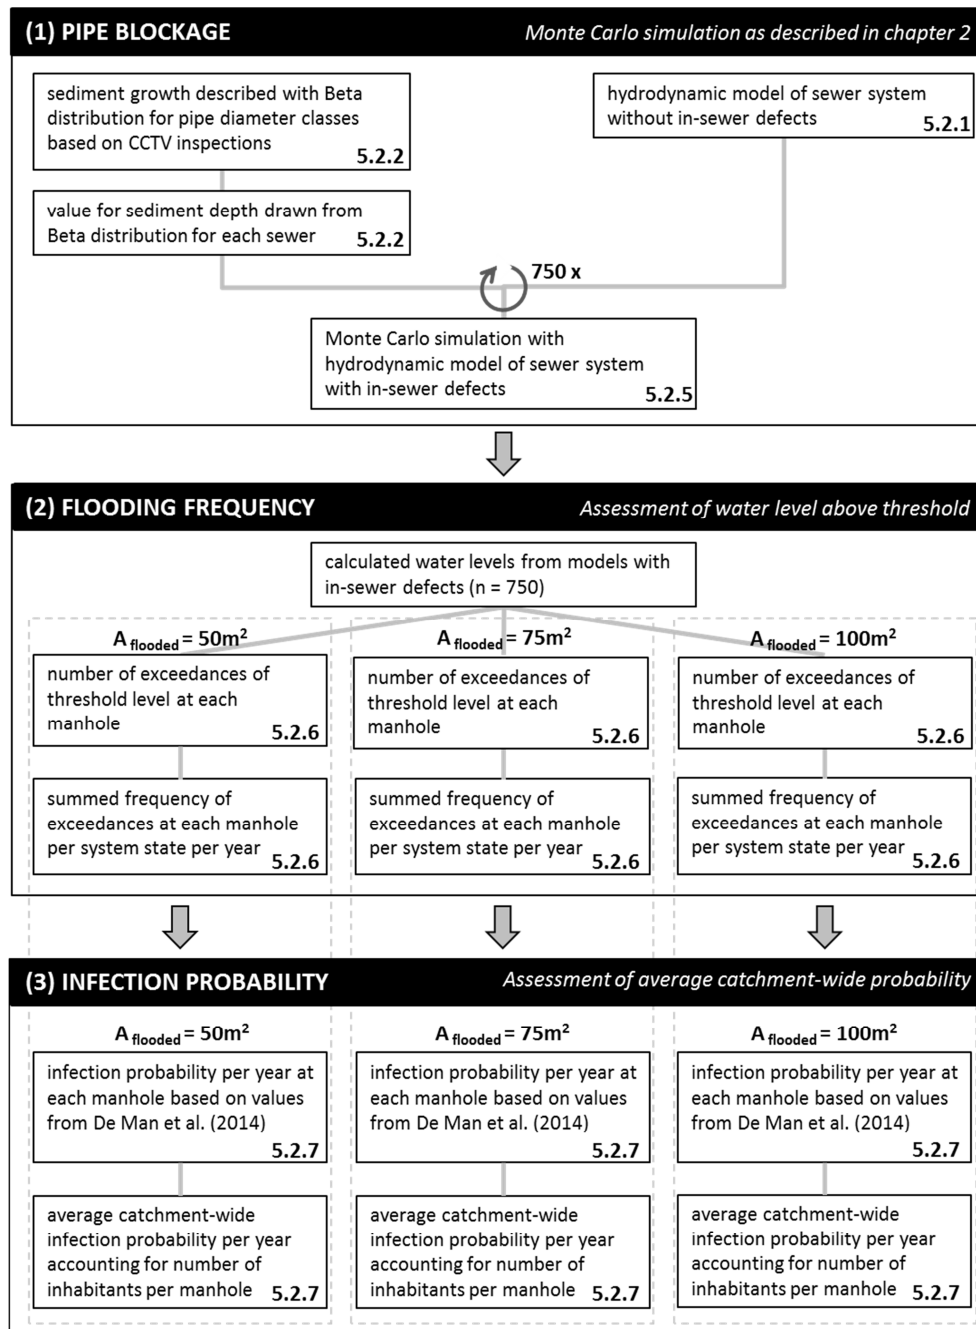 (1) PIPE BLOCKAGE
Monte Carlo simulation as described in chapter 2
sediment growth described with Beta
distribution for pipe diameter classes
based on CCTV inspections
5.2.2
hydrodynamic model of sewer system
without in-sewer defects
5.2.1
value for sediment depth drawn from
Beta distribution for each sewer
5.2.2
750 x
Monte Carlo simulation with
hydrodynamic model of sewer system
with in-sewer defects
5.2.5
(2) FLOODING FREQUENCY
Assessment of water level above threshold
calculated water levels from models with
in-sewer defects (n = 750)
A flooded = 50m²
number of exceedances of
threshold level at each
manhole
5.2.6
summed frequency of
exceedances at each manhole
per system state per year
5.2.6
A flooded = 75m²
number of exceedances of
threshold level at each
manhole
5.2.6
summed frequency of
exceedances at each manhole
per system state per year
5.2.6
A flooded = 100m²
number of exceedances of
threshold level at each
manhole
5.2.6
summed frequency of
exceedances at each manhole
per system state per year
5.2.6
(3) INFECTION PROBABILITY
Assessment of average catchment-wide probability
A flooded = 50m²
infection probability per year at
each manhole based on values
from De Man et al. (2014)
5.2.7
average catchment-wide
infection probability per year
accounting for number of
inhabitants per manhole
5.2.7
A flooded = 75m²
infection probability per year at
each manhole based on values
from De Man et al. (2014)
5.2.7
average catchment-wide
infection probability per year
accounting for number of
inhabitants per manhole
5.2.7
A flooded = 100m²
infection probability per year at
each manhole based on values
from De Man et al. (2014)
5.2.7
average catchment-wide
infection probability per year
accounting for number of
inhabitants per manhole
5.2.7